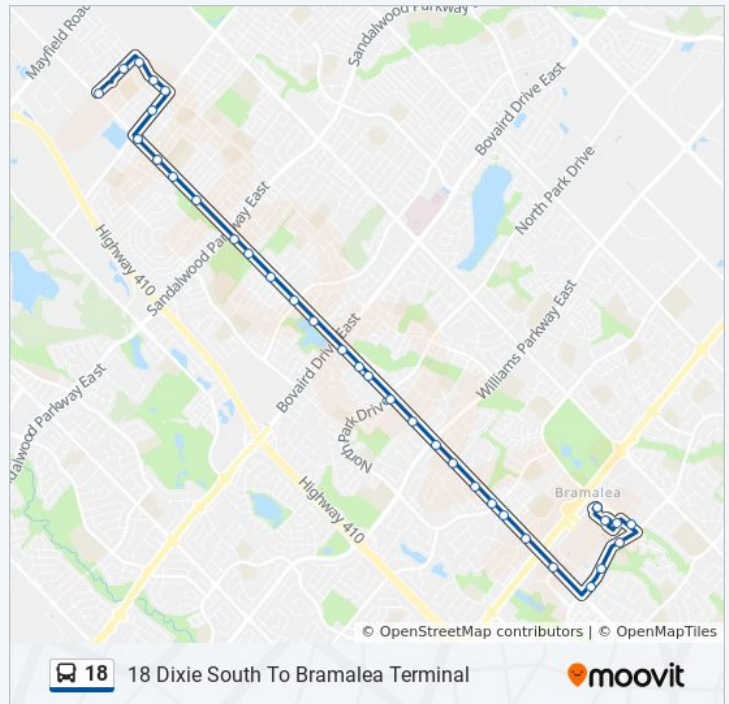 Mayfield Road
Sandalwood Parkway
Bovaird Drive East
North Park Drive
Sandalwood Parkway East
Highway 410
Williams Parkway East
Bovaird Drive East
North Park Drive
dalwood Parkway East
Highway 410
Bramalea
© OpenStreetMap contributors | © OpenMapTiles
18 18 Dixie South To Bramalea Terminal moovit